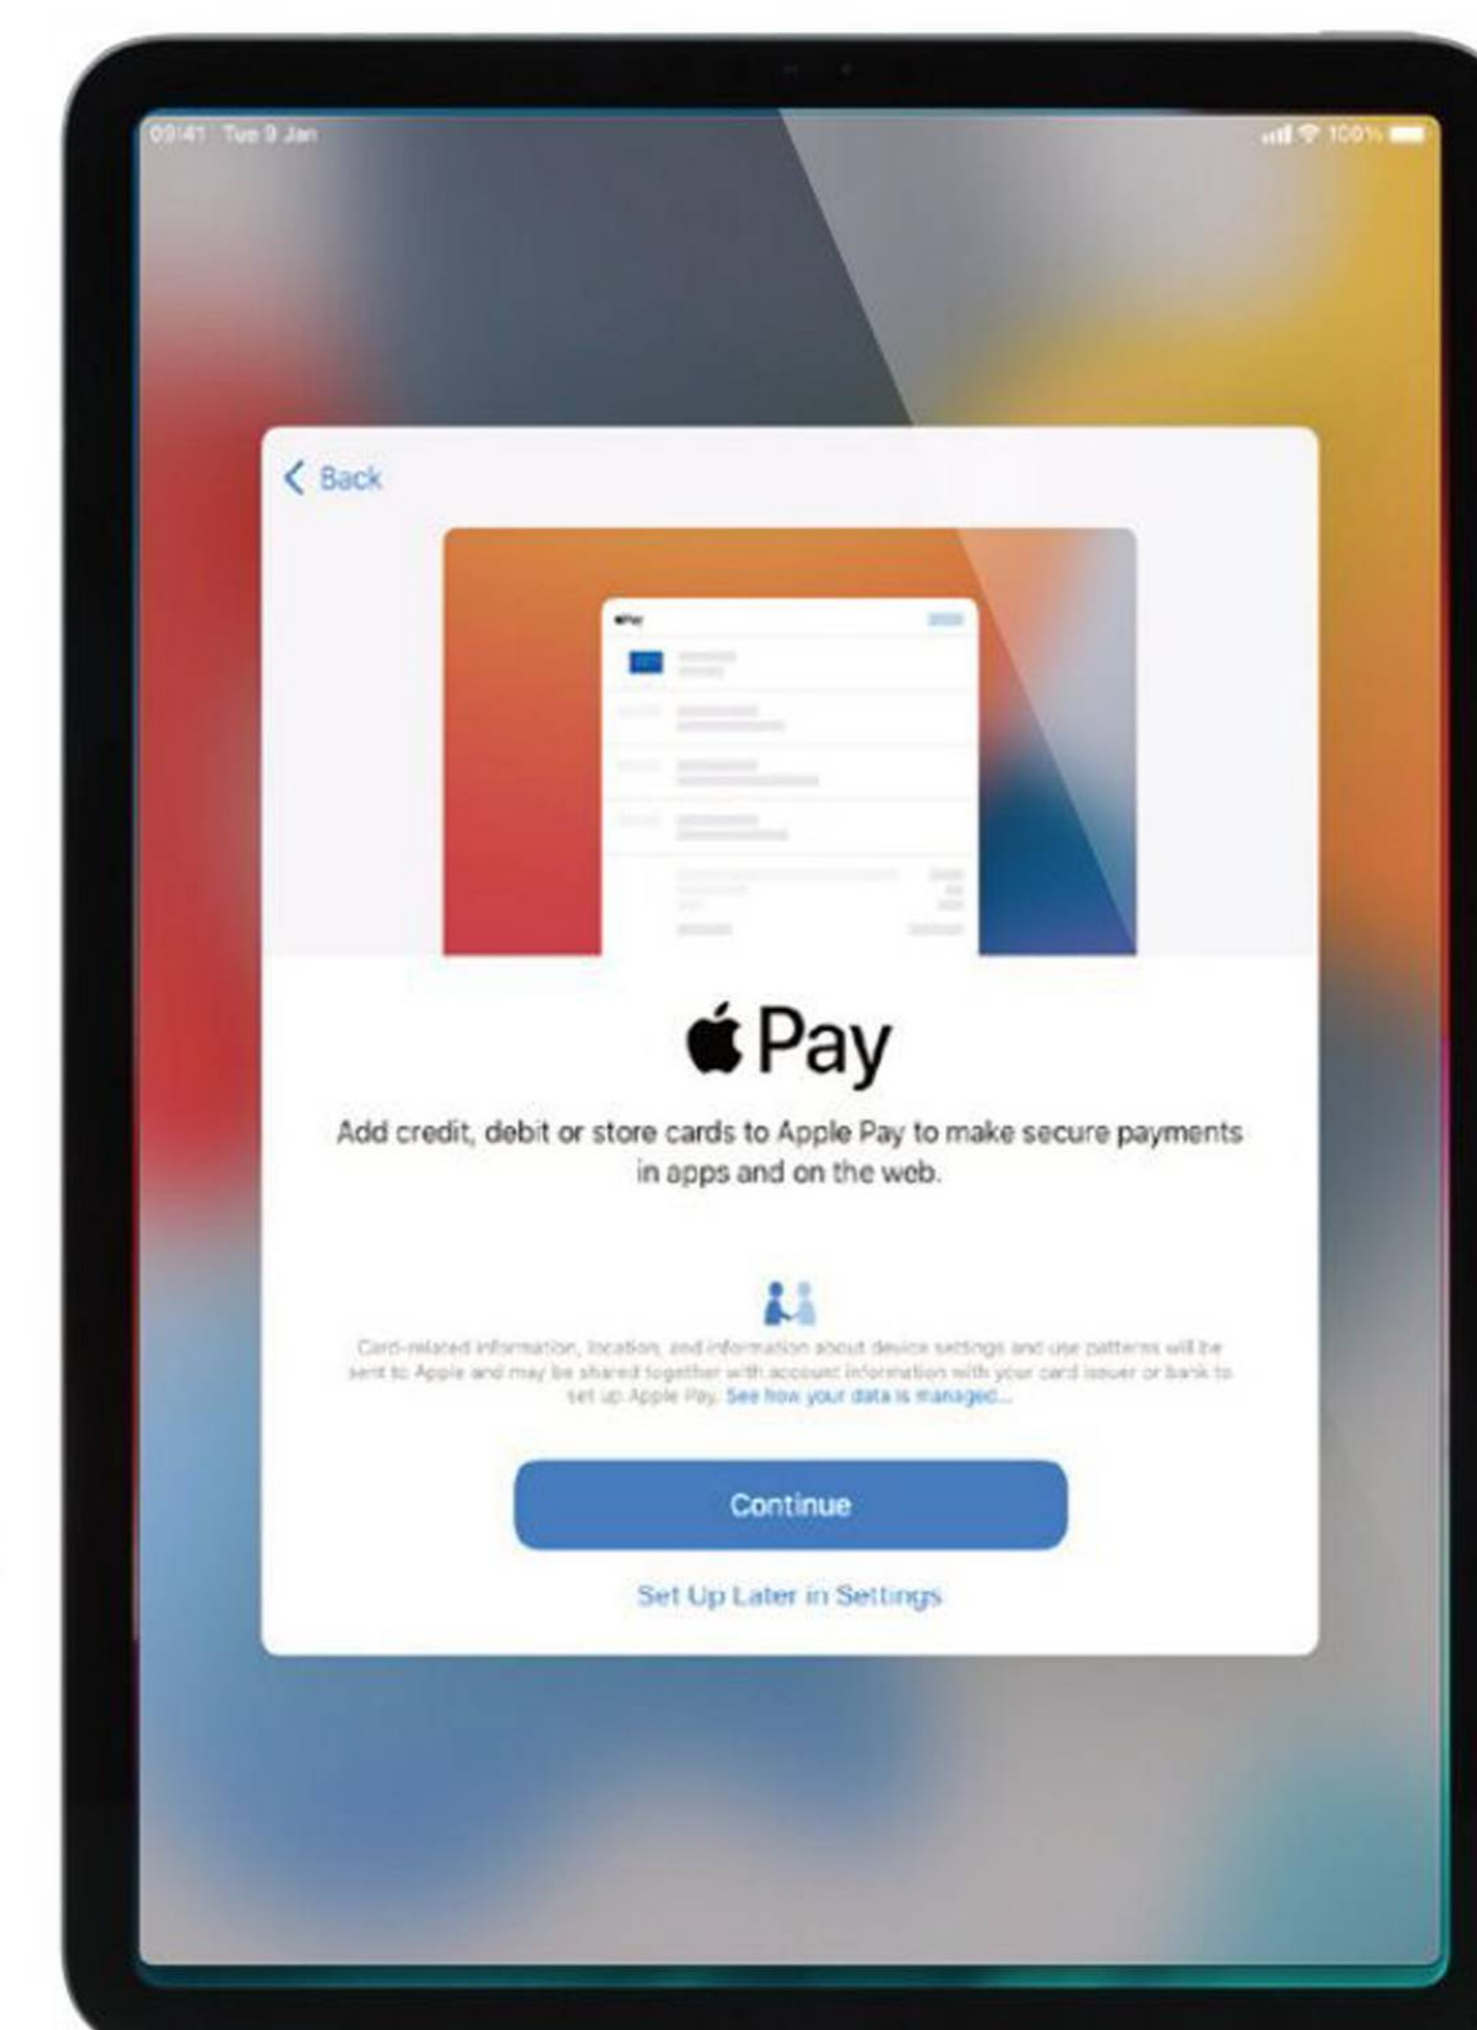 09:41 Tue 9 Jan
100%
Back
Pay
Pay
Add credit, debit or store cards to Apple Pay to make secure payments
in apps and on the web.
Card-related information, location, and information about device settings and use patterns will be
sent to Apple and may be shared together with account information with your card issuer or bank to
set up Apple Pay. See how your data is managed...
Continue
Set Up Later in Settings